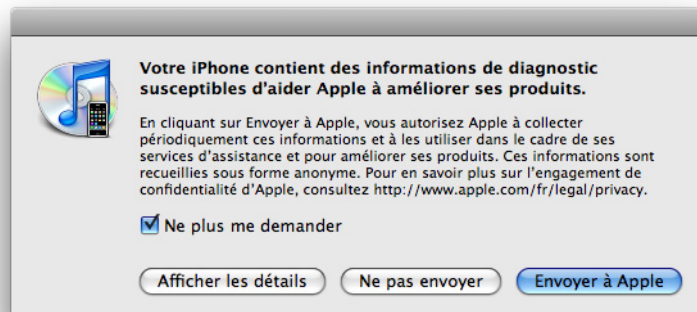 Votre iPhone contient des informations de diagnostic
susceptibles d'aider Apple à améliorer ses produits.
En cliquant sur Envoyer à Apple, vous autorisez Apple à collecter
périodiquement ces informations et à les utiliser dans le cadre de ses
services d'assistance et pour améliorer ses produits. Ces informations sont
recueillies sous forme anonyme. Pour en savoir plus sur l'engagement de
confidentialité d'Apple, consultez http://www.apple.com/fr/legal/privacy.
Ne plus me demander
Afficher les détails Ne pas envoyer Envoyer à Apple